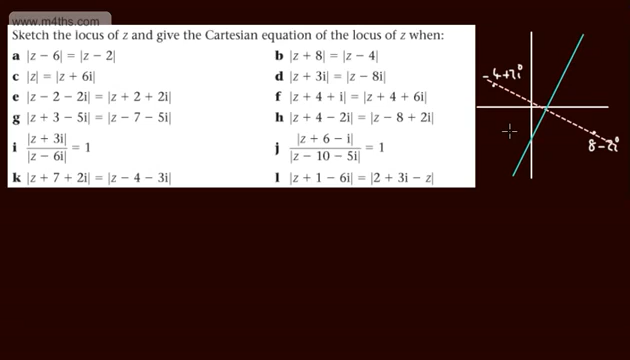 www.m4ths.com
Sketch the locus of z and give the Cartesian equation of the locus of z when:
a |z − 6| = |z − 2| b |z + 8| = |z − 4|
c |z| = |z + 6i| d |z + 3i| = |z − 8i|
e |z − 2 − 2i| = |z + 2 + 2i| f |z + 4 + i| = |z + 4 + 6i|
g |z + 3 − 5i| = |z − 7 − 5i| h |z + 4 − 2i| = |z − 8 + 2i|
i |z + 3i| / |z − 6i| = 1 j |z + 6 − i| / |z − 10 − 5i| = 1
k |z + 7 + 2i| = |z − 4 − 3i| l |z + 1 − 6i| = |2 + 3i − z|
-4+2i
8-2i